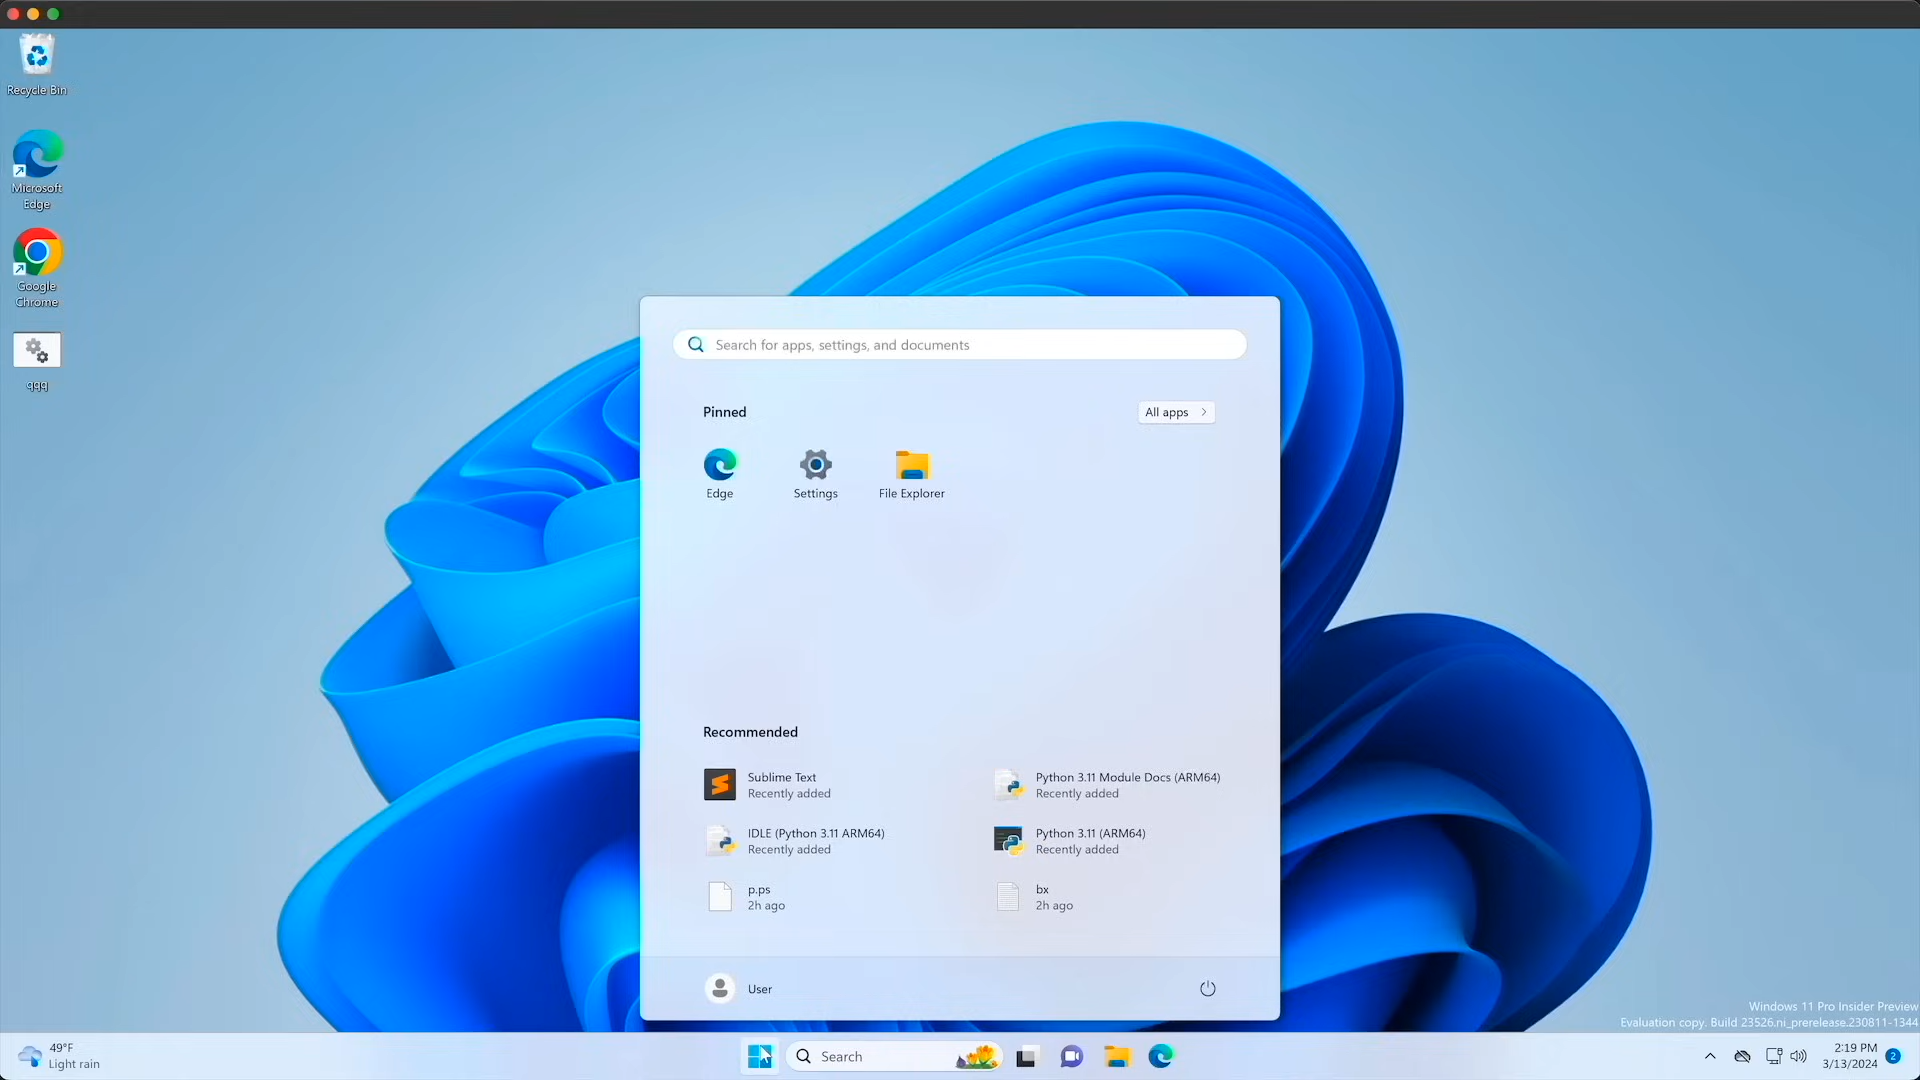 Recycle Bin
Microsoft
Edge
Google
Chrome
qqq
Search for apps, settings, and documents
Pinned
All apps
Edge
Settings
File Explorer
Recommended
Sublime Text
Recently added
Python 3.11 Module Docs (ARM64)
Recently added
IDLE (Python 3.11 ARM64)
Recently added
Python 3.11 (ARM64)
Recently added
p.ps
2h ago
bx
2h ago
User
Windows 11 Pro Insider Preview
Evaluation copy. Build 23526.ni_prerelease.230811-1344
49°F
Light rain
Search
2:19 PM
3/13/2024
2